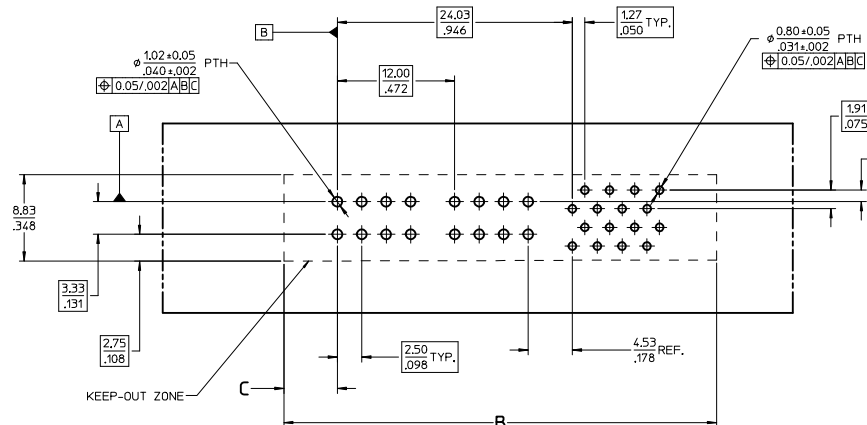 B
24.03
.946
1.27
.050
TYP.
⌀ 1.02±0.05
.040±.002
PTH
⌖ 0.05/.002 A B C
12.00
.472
⌀ 0.80±0.05
.031±.002
PTH
⌖ 0.05/.002 A B C
A
1.91
.075
8.83
.348
3.33
.131
2.75
.108
2.50
.098
TYP.
4.53
.178
REF.
C
KEEP-OUT ZONE
B